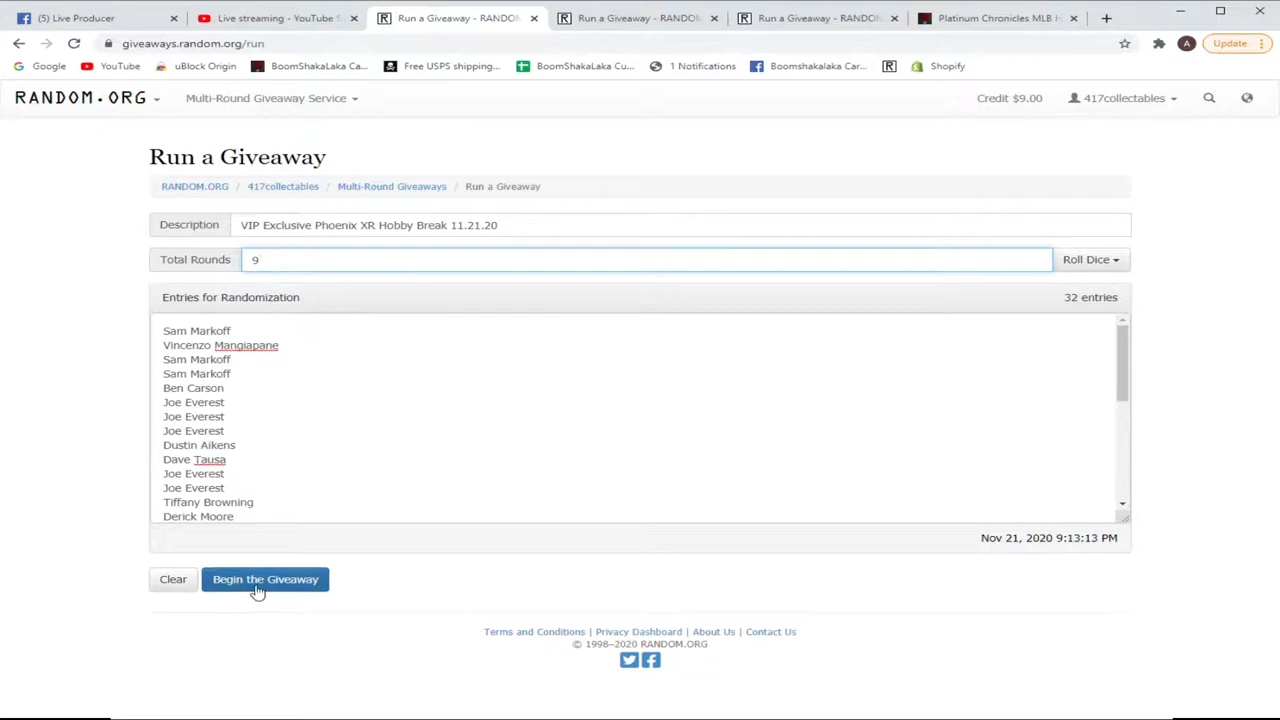 (5) Live Producer
Live streaming - YouTube S
Run a Giveaway - RANDOM
Run a Giveaway - RANDOM
Run a Giveaway - RANDOM
Platinum Chronicles MLB H
giveaways.random.org/run
A
Update
Google
YouTube
uBlock Origin
BoomShakaLaka Ca...
Free USPS shipping...
BoomShakaLaka Cu...
1 Notifications
Boomshakalaka Car...
Shopify
RANDOM.ORG
Multi-Round Giveaway Service
Credit $9.00
417collectables
Run a Giveaway
RANDOM.ORG / 417collectables / Multi-Round Giveaways / Run a Giveaway
Description VIP Exclusive Phoenix XR Hobby Break 11.21.20
Total Rounds 9 Roll Dice
Entries for Randomization 32 entries
Sam Markoff
Vincenzo Mangiapane
Sam Markoff
Sam Markoff
Ben Carson
Joe Everest
Joe Everest
Joe Everest
Dustin Aikens
Dave Tausa
Joe Everest
Joe Everest
Tiffany Browning
Derick Moore
Nov 21, 2020 9:13:13 PM
Clear
Begin the Giveaway
Terms and Conditions | Privacy Dashboard | About Us | Contact Us
© 1998–2020 RANDOM.ORG